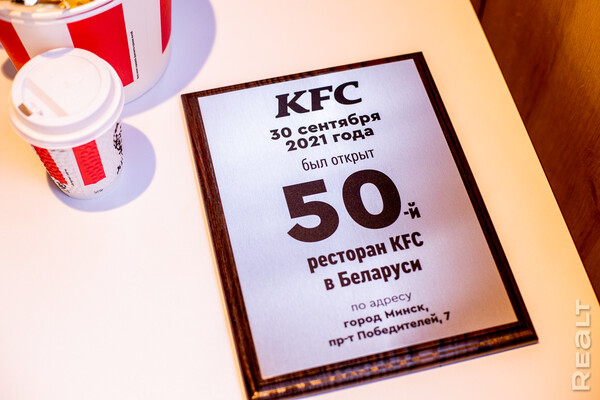 KFC
30 сентября
2021 года
был открыт
50-й
ресторан KFC
в Беларуси
по адресу
город Минск,
пр-т Победителей, 7
REALT